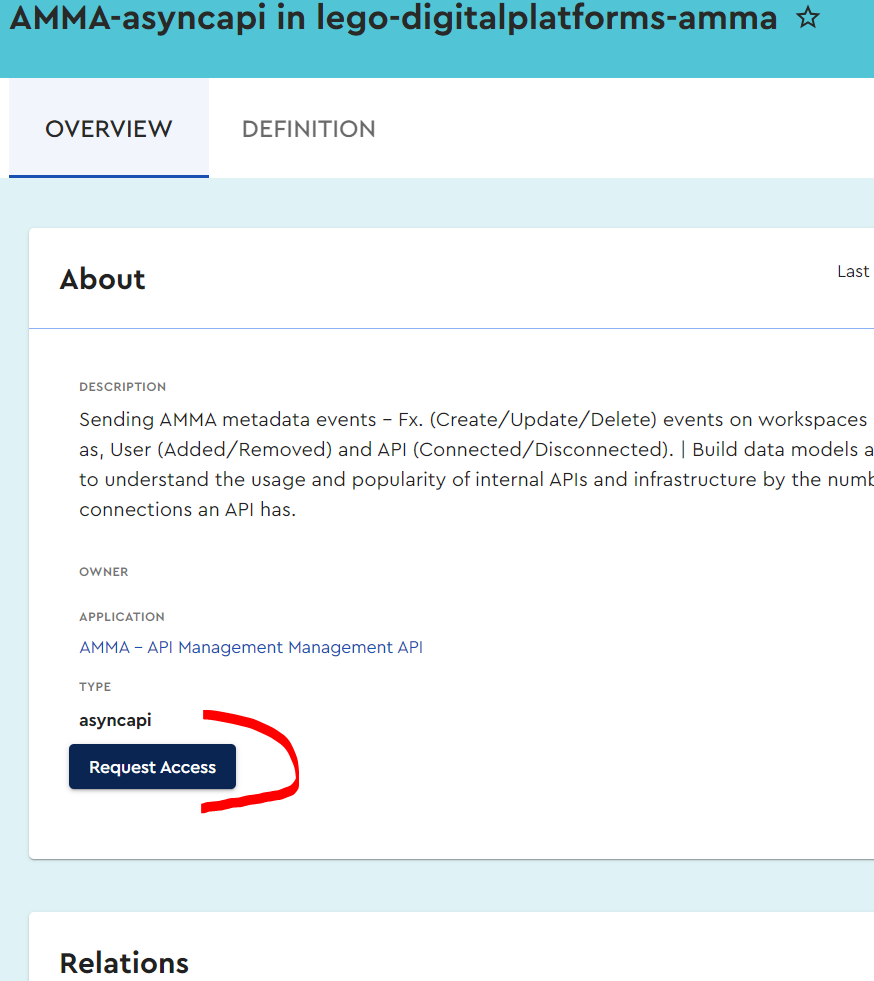 AMMA-asyncapi in lego-digitalplatforms-amma
OVERVIEW DEFINITION
About
Last
DESCRIPTION
Sending AMMA metadata events – Fx. (Create/Update/Delete) events on workspaces
as, User (Added/Removed) and API (Connected/Disconnected). | Build data models a
to understand the usage and popularity of internal APIs and infrastructure by the numb
connections an API has.
OWNER
APPLICATION
AMMA – API Management Management API
TYPE
asyncapi
Request Access
Relations